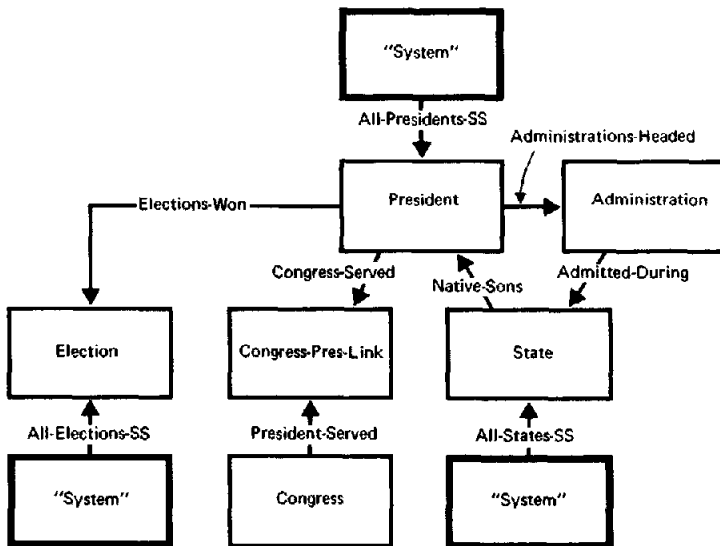 "System"
All-Presidents-SS
Administrations-Headed
President
Administration
Elections-Won
Congress-Served
Native-Sons
Admitted-During
Election
Congress-Pres-Link
State
All-Elections-SS
President-Served
All-States-SS
"System"
Congress
"System"